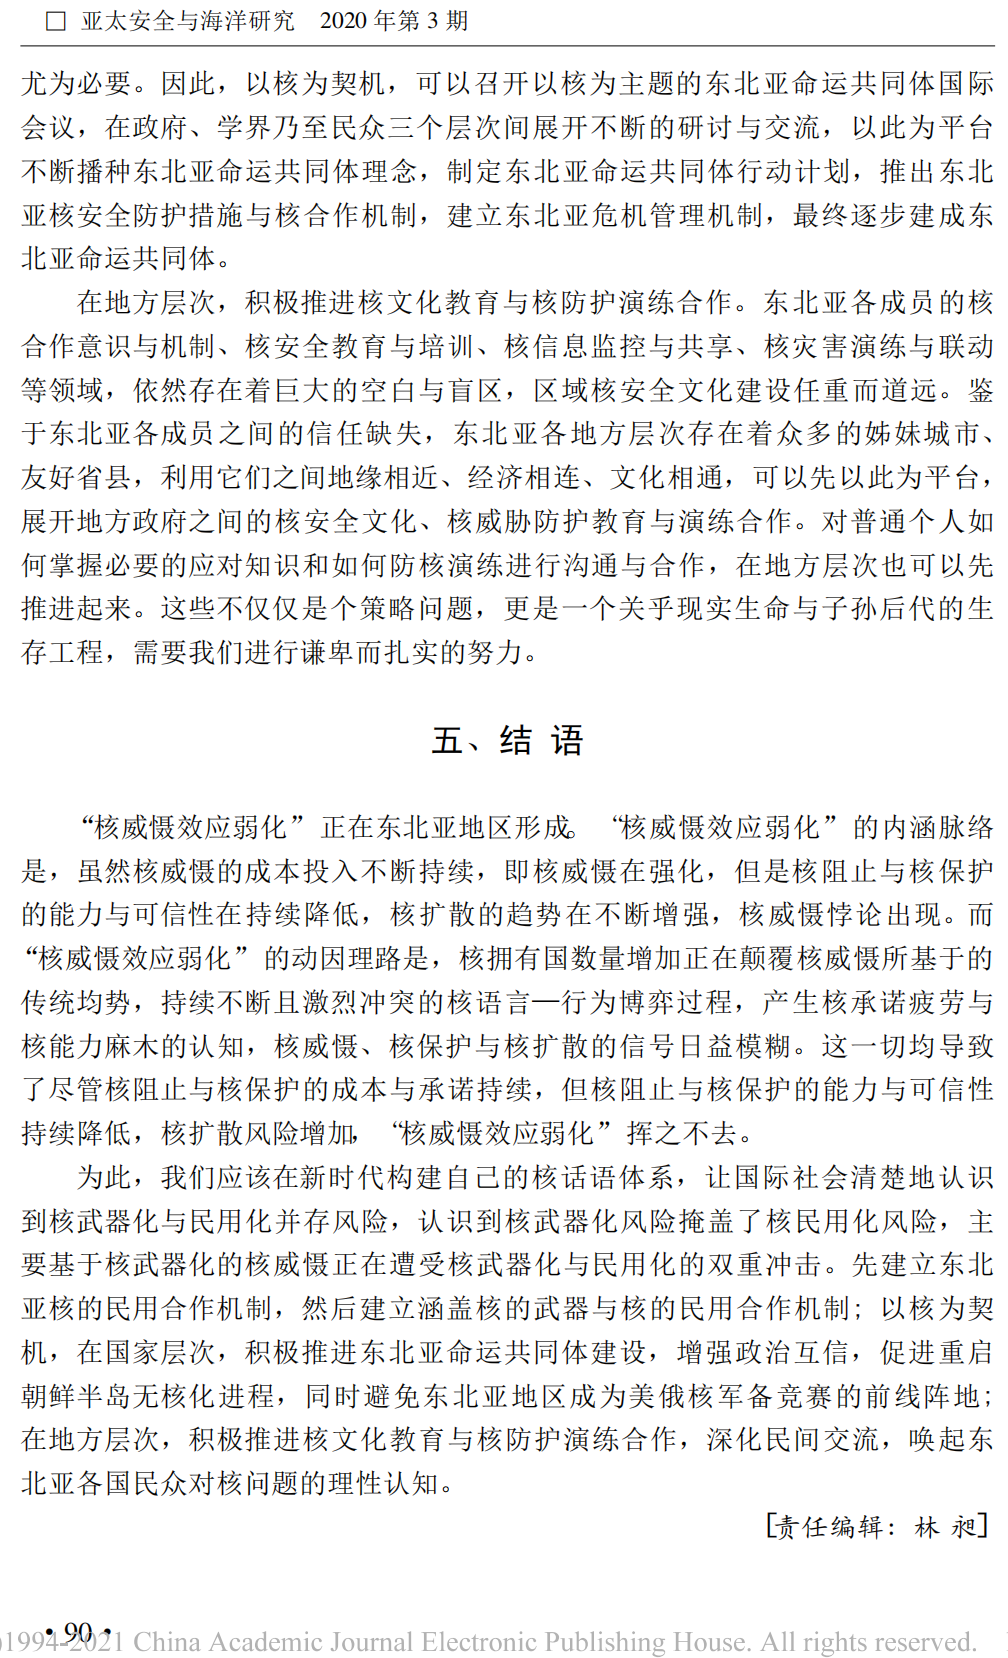 □ 亚太安全与海洋研究 2020 年第 3 期
尤为必要。因此，以核为契机，可以召开以核为主题的东北亚命运共同体国际
会议，在政府、学界乃至民众三个层次间展开不断的研讨与交流，以此为平台
不断播种东北亚命运共同体理念，制定东北亚命运共同体行动计划，推出东北
亚核安全防护措施与核合作机制，建立东北亚危机管理机制，最终逐步建成东
北亚命运共同体。
在地方层次，积极推进核文化教育与核防护演练合作。东北亚各成员的核
合作意识与机制、核安全教育与培训、核信息监控与共享、核灾害演练与联动
等领域，依然存在着巨大的空白与盲区，区域核安全文化建设任重而道远。鉴
于东北亚各成员之间的信任缺失，东北亚各地方层次存在着众多的姊妹城市、
友好省县，利用它们之间地缘相近、经济相连、文化相通，可以先以此为平台，
展开地方政府之间的核安全文化、核威胁防护教育与演练合作。对普通个人如
何掌握必要的应对知识和如何防核演练进行沟通与合作，在地方层次也可以先
推进起来。这些不仅仅是个策略问题，更是一个关乎现实生命与子孙后代的生
存工程，需要我们进行谦卑而扎实的努力。
五、结 语
“核威慑效应弱化”正在东北亚地区形成。“核威慑效应弱化”的内涵脉络
是，虽然核威慑的成本投入不断持续，即核威慑在强化，但是核阻止与核保护
的能力与可信性在持续降低，核扩散的趋势在不断增强，核威慑悖论出现。而
“核威慑效应弱化”的动因理路是，核拥有国数量增加正在颠覆核威慑所基于的
传统均势，持续不断且激烈冲突的核语言—行为博弈过程，产生核承诺疲劳与
核能力麻木的认知，核威慑、核保护与核扩散的信号日益模糊。这一切均导致
了尽管核阻止与核保护的成本与承诺持续，但核阻止与核保护的能力与可信性
持续降低，核扩散风险增加，“核威慑效应弱化”挥之不去。
为此，我们应该在新时代构建自己的核话语体系，让国际社会清楚地认识
到核武器化与民用化并存风险，认识到核武器化风险掩盖了核民用化风险，主
要基于核武器化的核威慑正在遭受核武器化与民用化的双重冲击。先建立东北
亚核的民用合作机制，然后建立涵盖核的武器与核的民用合作机制；以核为契
机，在国家层次，积极推进东北亚命运共同体建设，增强政治互信，促进重启
朝鲜半岛无核化进程，同时避免东北亚地区成为美俄核军备竞赛的前线阵地；
在地方层次，积极推进核文化教育与核防护演练合作，深化民间交流，唤起东
北亚各国民众对核问题的理性认知。
[责任编辑：林 昶]
·90·
)1994-2021 China Academic Journal Electronic Publishing House. All rights reserved.